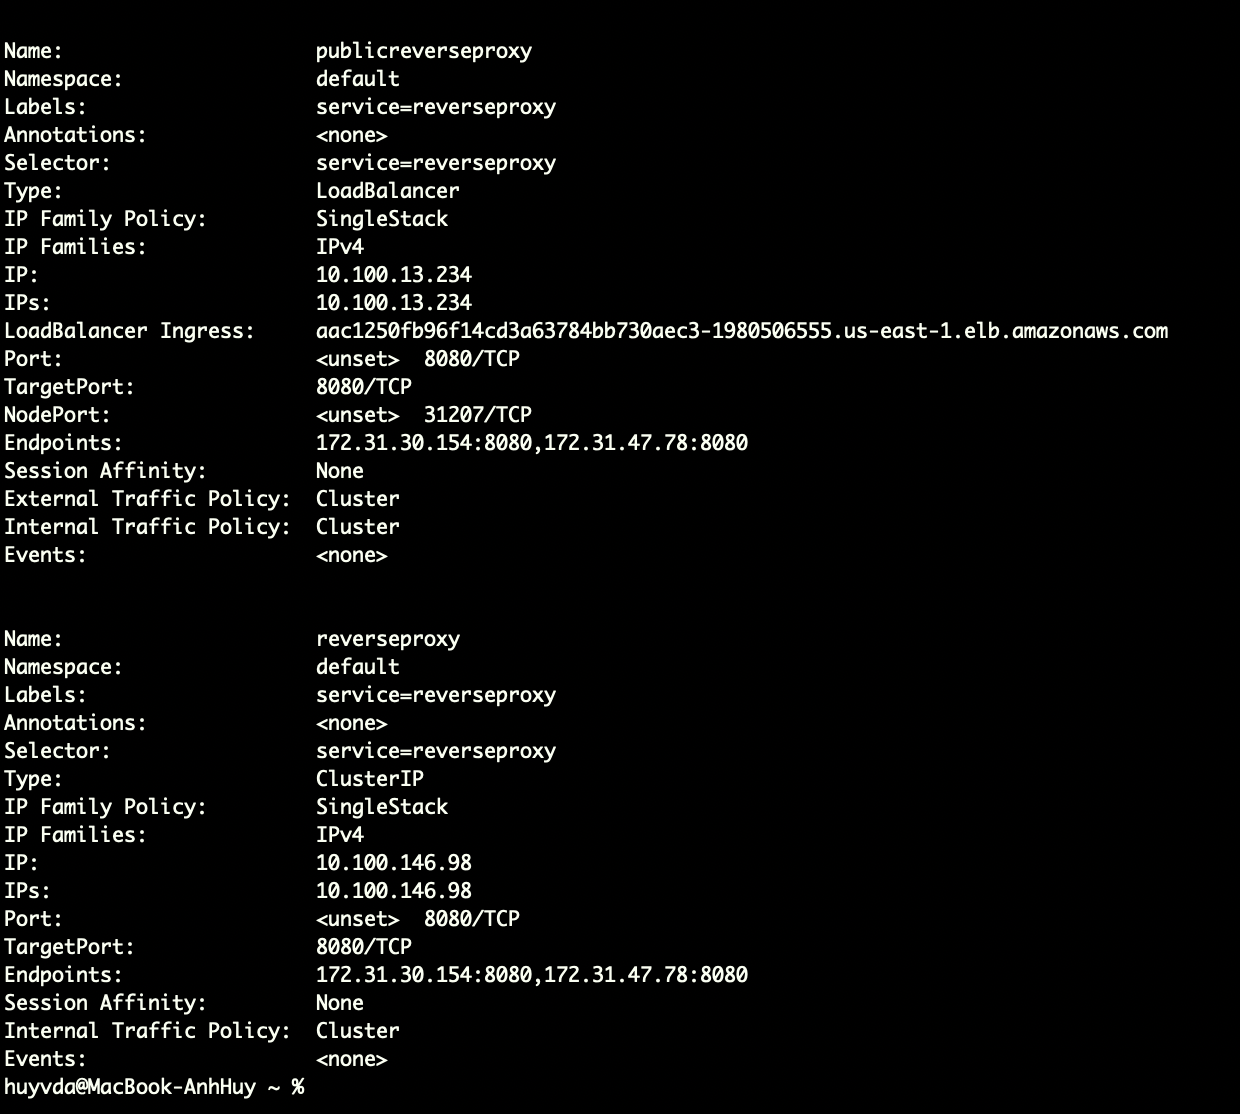 Name:                     publicreverseproxy
Namespace:                default
Labels:                   service=reverseproxy
Annotations:              <none>
Selector:                 service=reverseproxy
Type:                     LoadBalancer
IP Family Policy:         SingleStack
IP Families:              IPv4
IP:                       10.100.13.234
IPs:                      10.100.13.234
LoadBalancer Ingress:     aac1250fb96f14cd3a63784bb730aec3-1980506555.us-east-1.elb.amazonaws.com
Port:                     <unset>  8080/TCP
TargetPort:               8080/TCP
NodePort:                 <unset>  31207/TCP
Endpoints:                172.31.30.154:8080,172.31.47.78:8080
Session Affinity:         None
External Traffic Policy:  Cluster
Internal Traffic Policy:  Cluster
Events:                   <none>
Name:                     reverseproxy
Namespace:                default
Labels:                   service=reverseproxy
Annotations:              <none>
Selector:                 service=reverseproxy
Type:                     ClusterIP
IP Family Policy:         SingleStack
IP Families:              IPv4
IP:                       10.100.146.98
IPs:                      10.100.146.98
Port:                     <unset>  8080/TCP
TargetPort:               8080/TCP
Endpoints:                172.31.30.154:8080,172.31.47.78:8080
Session Affinity:         None
Internal Traffic Policy:  Cluster
Events:                   <none>
huyvda@MacBook-AnhHuy ~ %